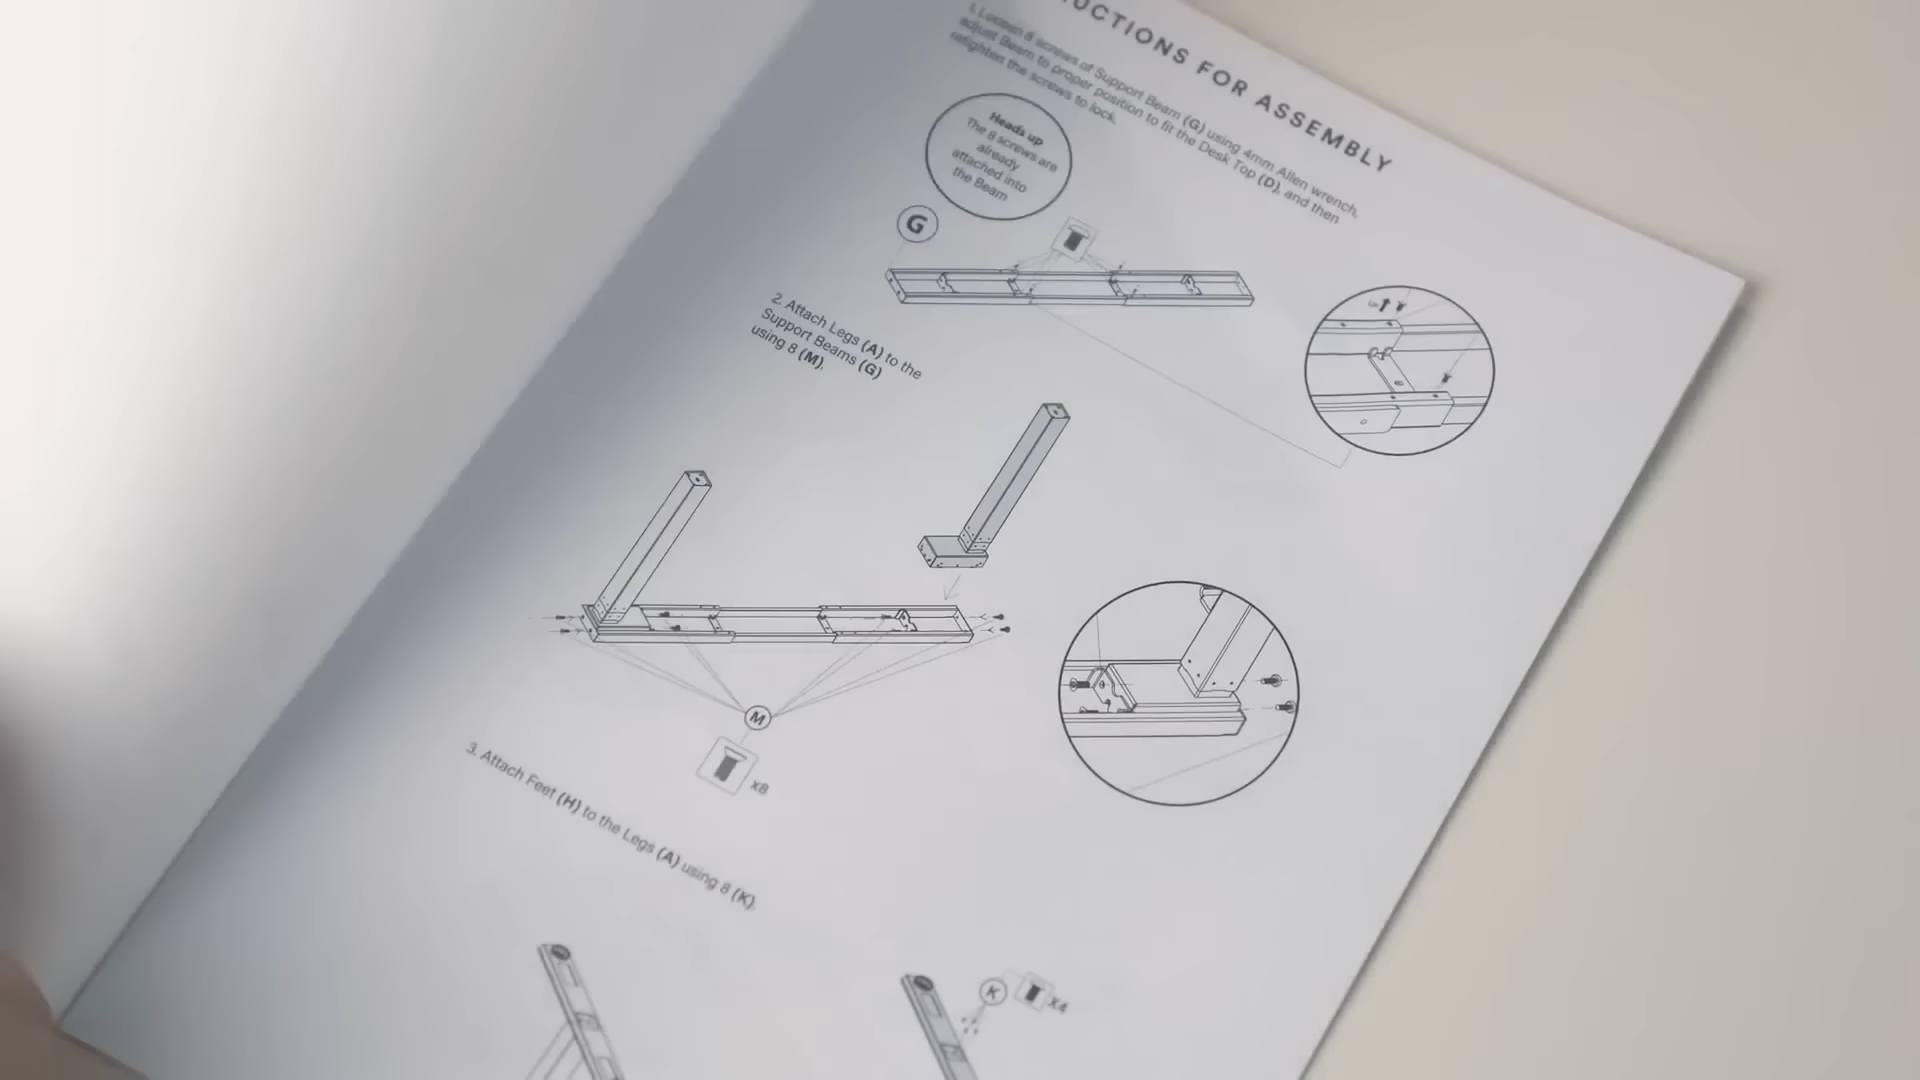 UCTIONS FOR ASSEMBLY
1. Loosen 8 screws of Support Beam (G) using 4mm Allen wrench,
adjust Beam to proper position to fit the Desk Top (D), and then
retighten the screws to lock.
Heads up
The 8 screws are
already
attached into
the Beam
G
2. Attach Legs (A) to the
Support Beams (G)
using 8 (M).
M
x8
3. Attach Feet (H) to the Legs (A) using 8 (K).
K
x4